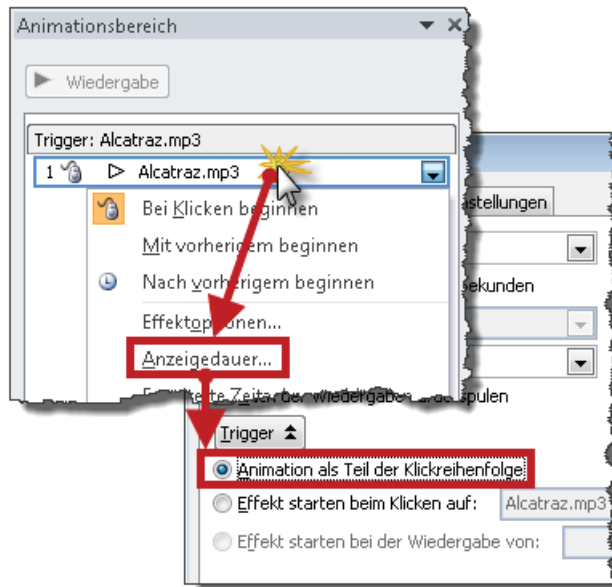 Animationsbereich
Wiedergabe
Trigger: Alcatraz.mp3
1 Alcatraz.mp3
Bei Klicken beginnen
Mit vorherigem beginnen
Nach vorherigem beginnen
Effektoptionen...
Anzeigedauer...
stellungen
ekunden
spulen
Trigger
Animation als Teil der Klickreihenfolge
Effekt starten beim Klicken auf: Alcatraz.mp3
Effekt starten bei der Wiedergabe von: